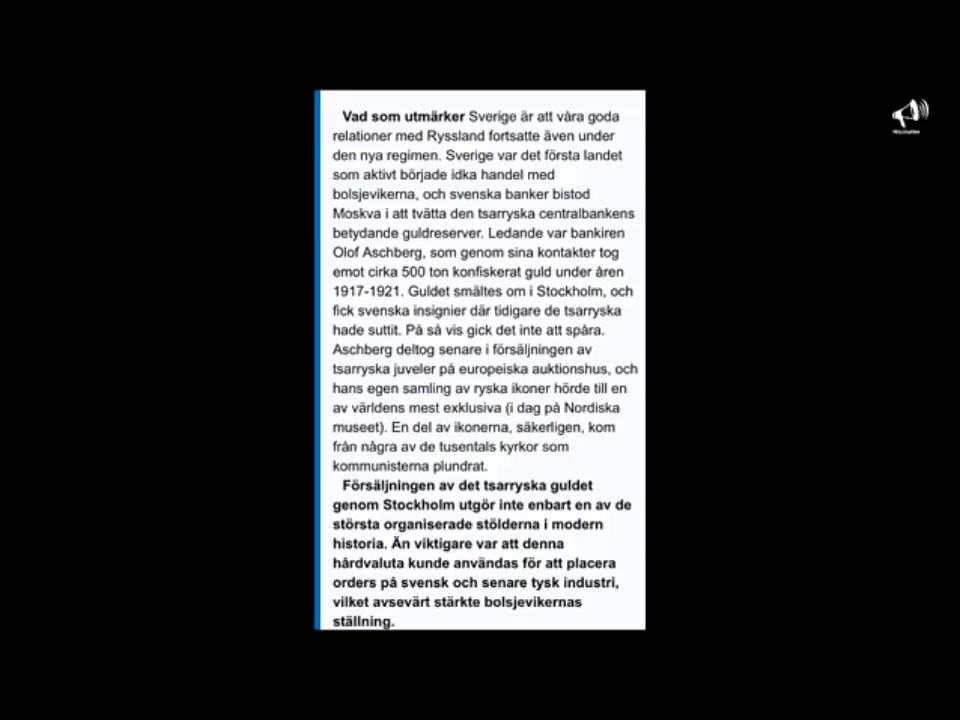 Vad som utmärker Sverige är att våra goda
relationer med Ryssland fortsatte även under
den nya regimen. Sverige var det första landet
som aktivt började idka handel med
bolsjevikerna, och svenska banker bistod
Moskva i att tvätta den tsarryska centralbankens
betydande guldreserver. Ledande var bankiren
Olof Aschberg, som genom sina kontakter tog
emot cirka 500 ton konfiskerat guld under åren
1917-1921. Guldet smältes om i Stockholm, och
fick svenska insignier där tidigare de tsarryska
hade suttit. På så vis gick det inte att spåra.
Aschberg deltog senare i försäljningen av
tsarryska juveler på europeiska auktionshus, och
hans egen samling av ryska ikoner hörde till en
av världens mest exklusiva (i dag på Nordiska
museet). En del av ikonerna, säkerligen, kom
från några av de tusentals kyrkor som
kommunisterna plundrat.
Försäljningen av det tsarryska guldet
genom Stockholm utgör inte enbart en av de
största organiserade stölderna i modern
historia. Än viktigare var att denna
hårdvaluta kunde användas för att placera
orders på svensk och senare tysk industri,
vilket avsevärt stärkte bolsjevikernas
ställning.